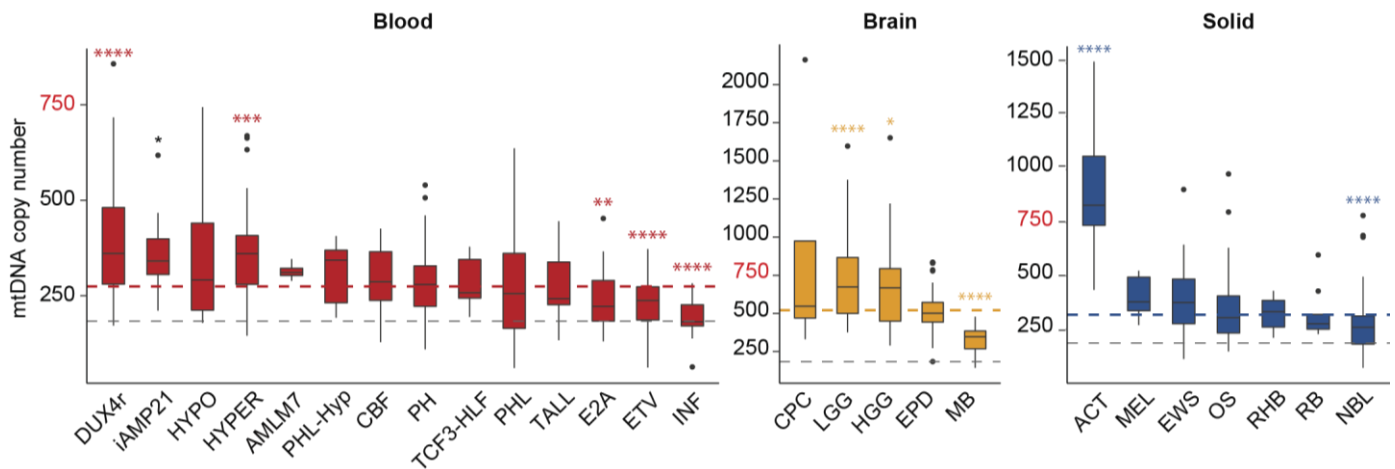 Blood
Brain
Solid
mtDNA copy number
750
500
250
****
*
***
**
****
****
DUX4r
iAMP21
HYPO
HYPER
AMLM7
PHL-Hyp
CBF
PH
TCF3-HLF
PHL
TALL
E2A
ETV
INF
2000
1750
1500
1250
1000
750
500
250
****
*
****
CPC
LGG
HGG
EPD
MB
1500
1250
1000
750
500
250
****
****
ACT
MEL
EWS
OS
RHB
RB
NBL